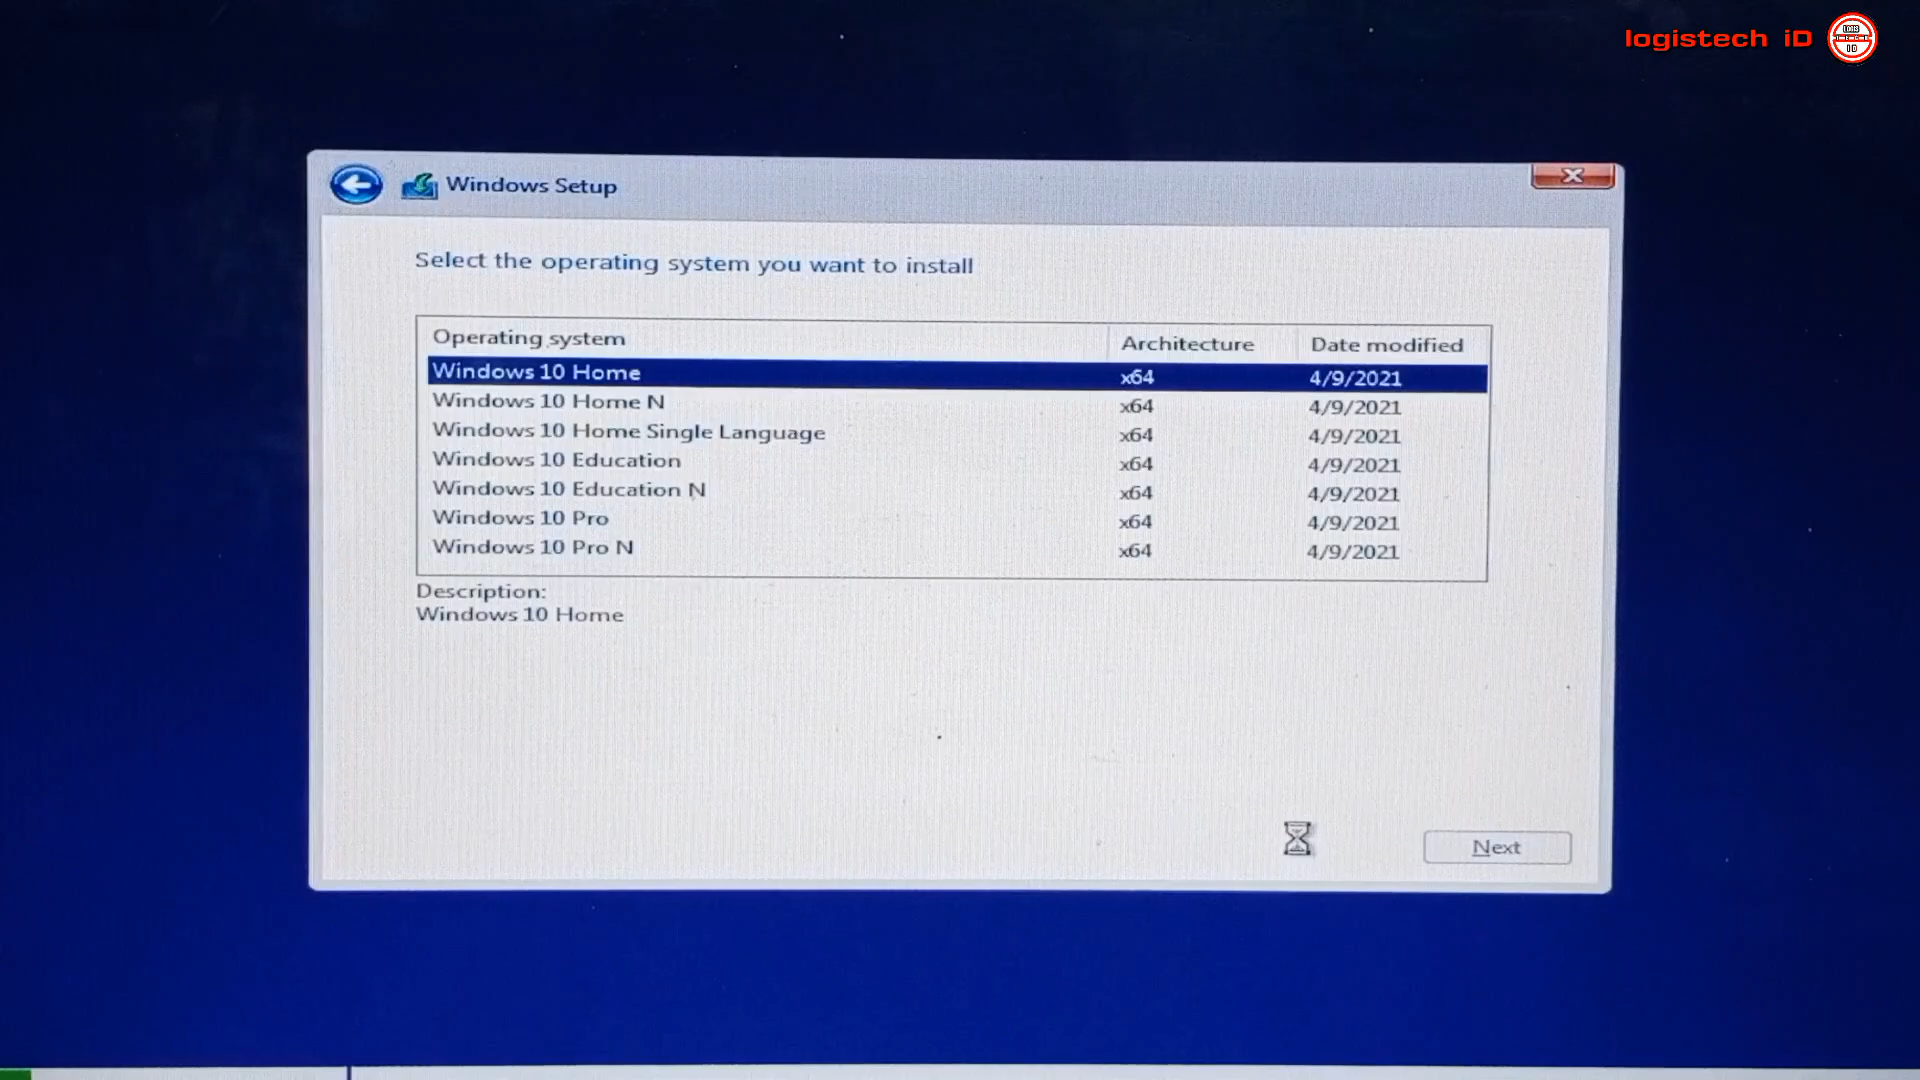 logistech iD
Windows Setup
Select the operating system you want to install
Operating system Architecture Date modified
Windows 10 Home x64 4/9/2021
Windows 10 Home N x64 4/9/2021
Windows 10 Home Single Language x64 4/9/2021
Windows 10 Education x64 4/9/2021
Windows 10 Education N x64 4/9/2021
Windows 10 Pro x64 4/9/2021
Windows 10 Pro N x64 4/9/2021
Description:
Windows 10 Home
Next